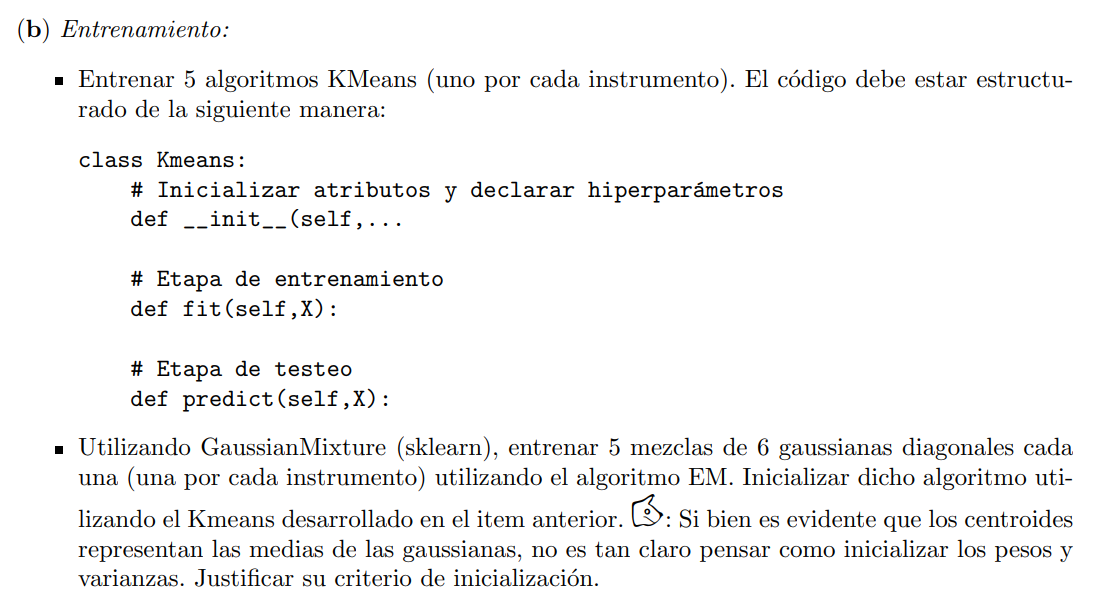 (b) Entrenamiento:
▪ Entrenar 5 algoritmos KMeans (uno por cada instrumento). El código debe estar estructu-
rado de la siguiente manera:
class Kmeans:
    # Inicializar atributos y declarar hiperparámetros
    def __init__(self,...
    # Etapa de entrenamiento
    def fit(self,X):
    # Etapa de testeo
    def predict(self,X):
▪ Utilizando GaussianMixture (sklearn), entrenar 5 mezclas de 6 gaussianas diagonales cada
una (una por cada instrumento) utilizando el algoritmo EM. Inicializar dicho algoritmo uti-
lizando el Kmeans desarrollado en el item anterior. : Si bien es evidente que los centroides
representan las medias de las gaussianas, no es tan claro pensar como inicializar los pesos y
varianzas. Justificar su criterio de inicialización.